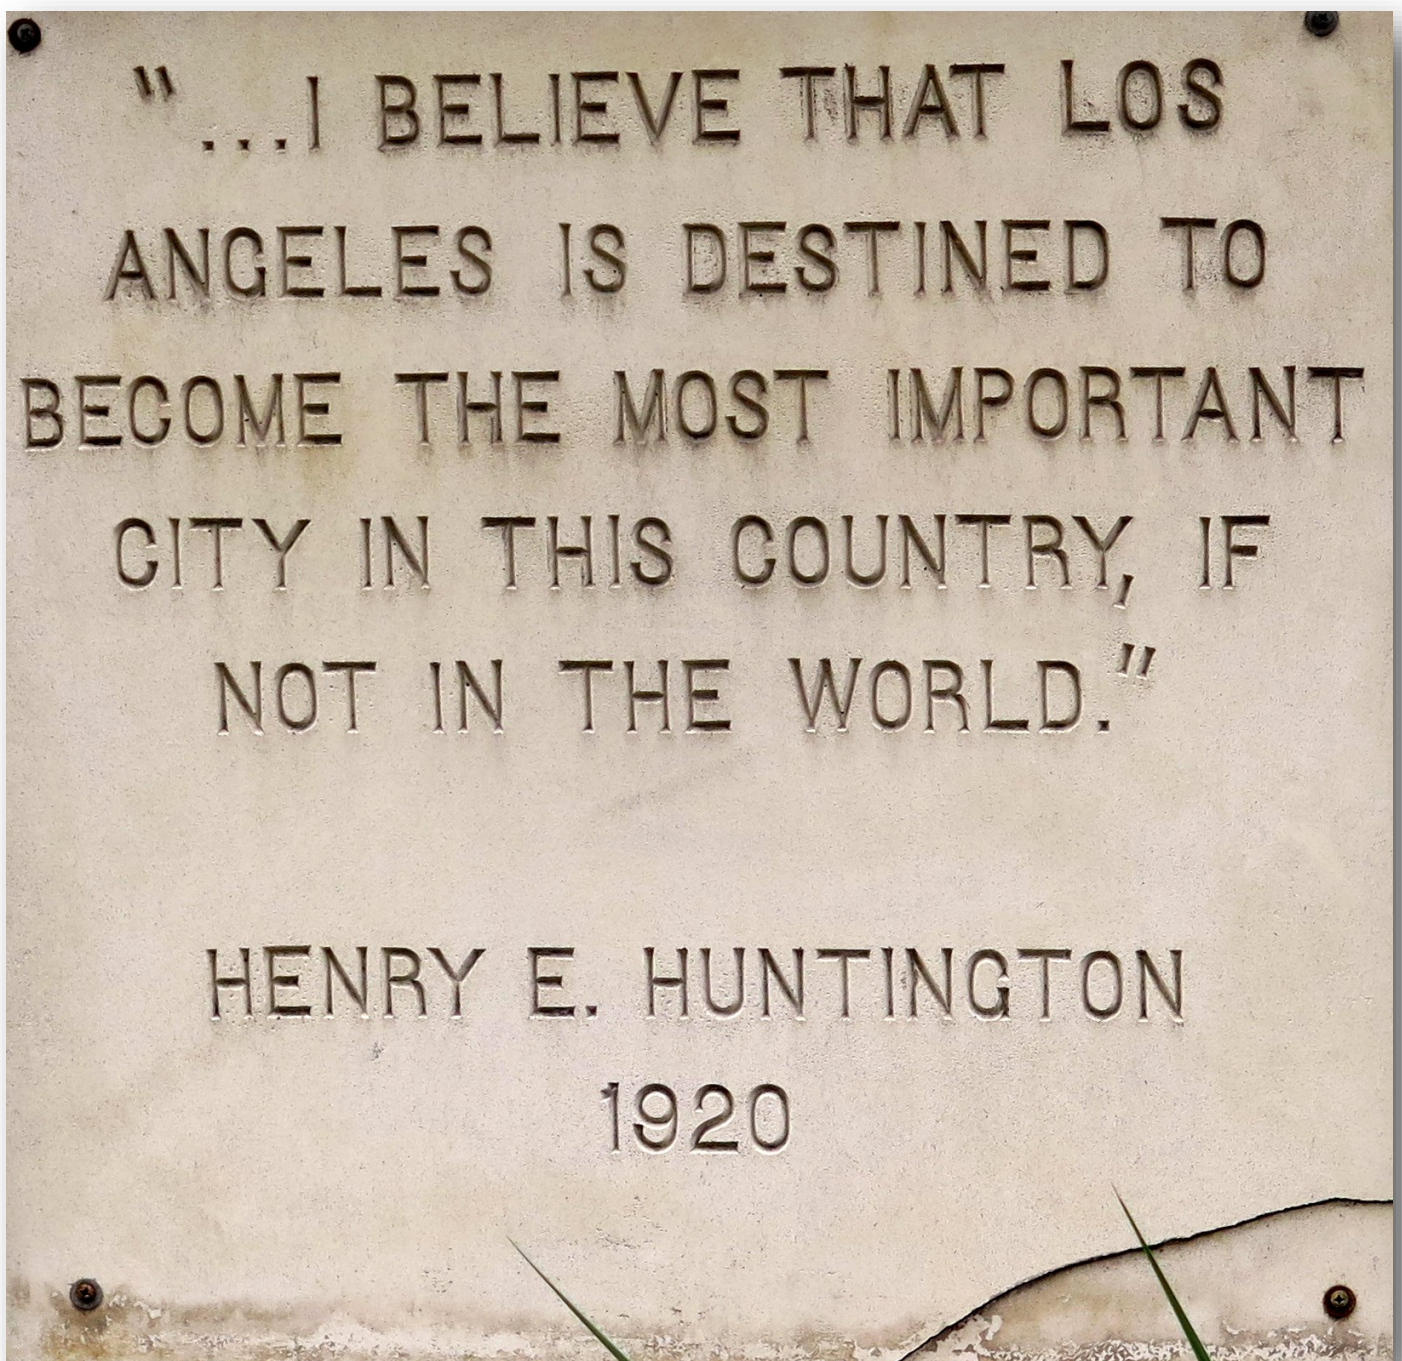 "...I BELIEVE THAT LOS
ANGELES IS DESTINED TO
BECOME THE MOST IMPORTANT
CITY IN THIS COUNTRY, IF
NOT IN THE WORLD."
HENRY E. HUNTINGTON
1920